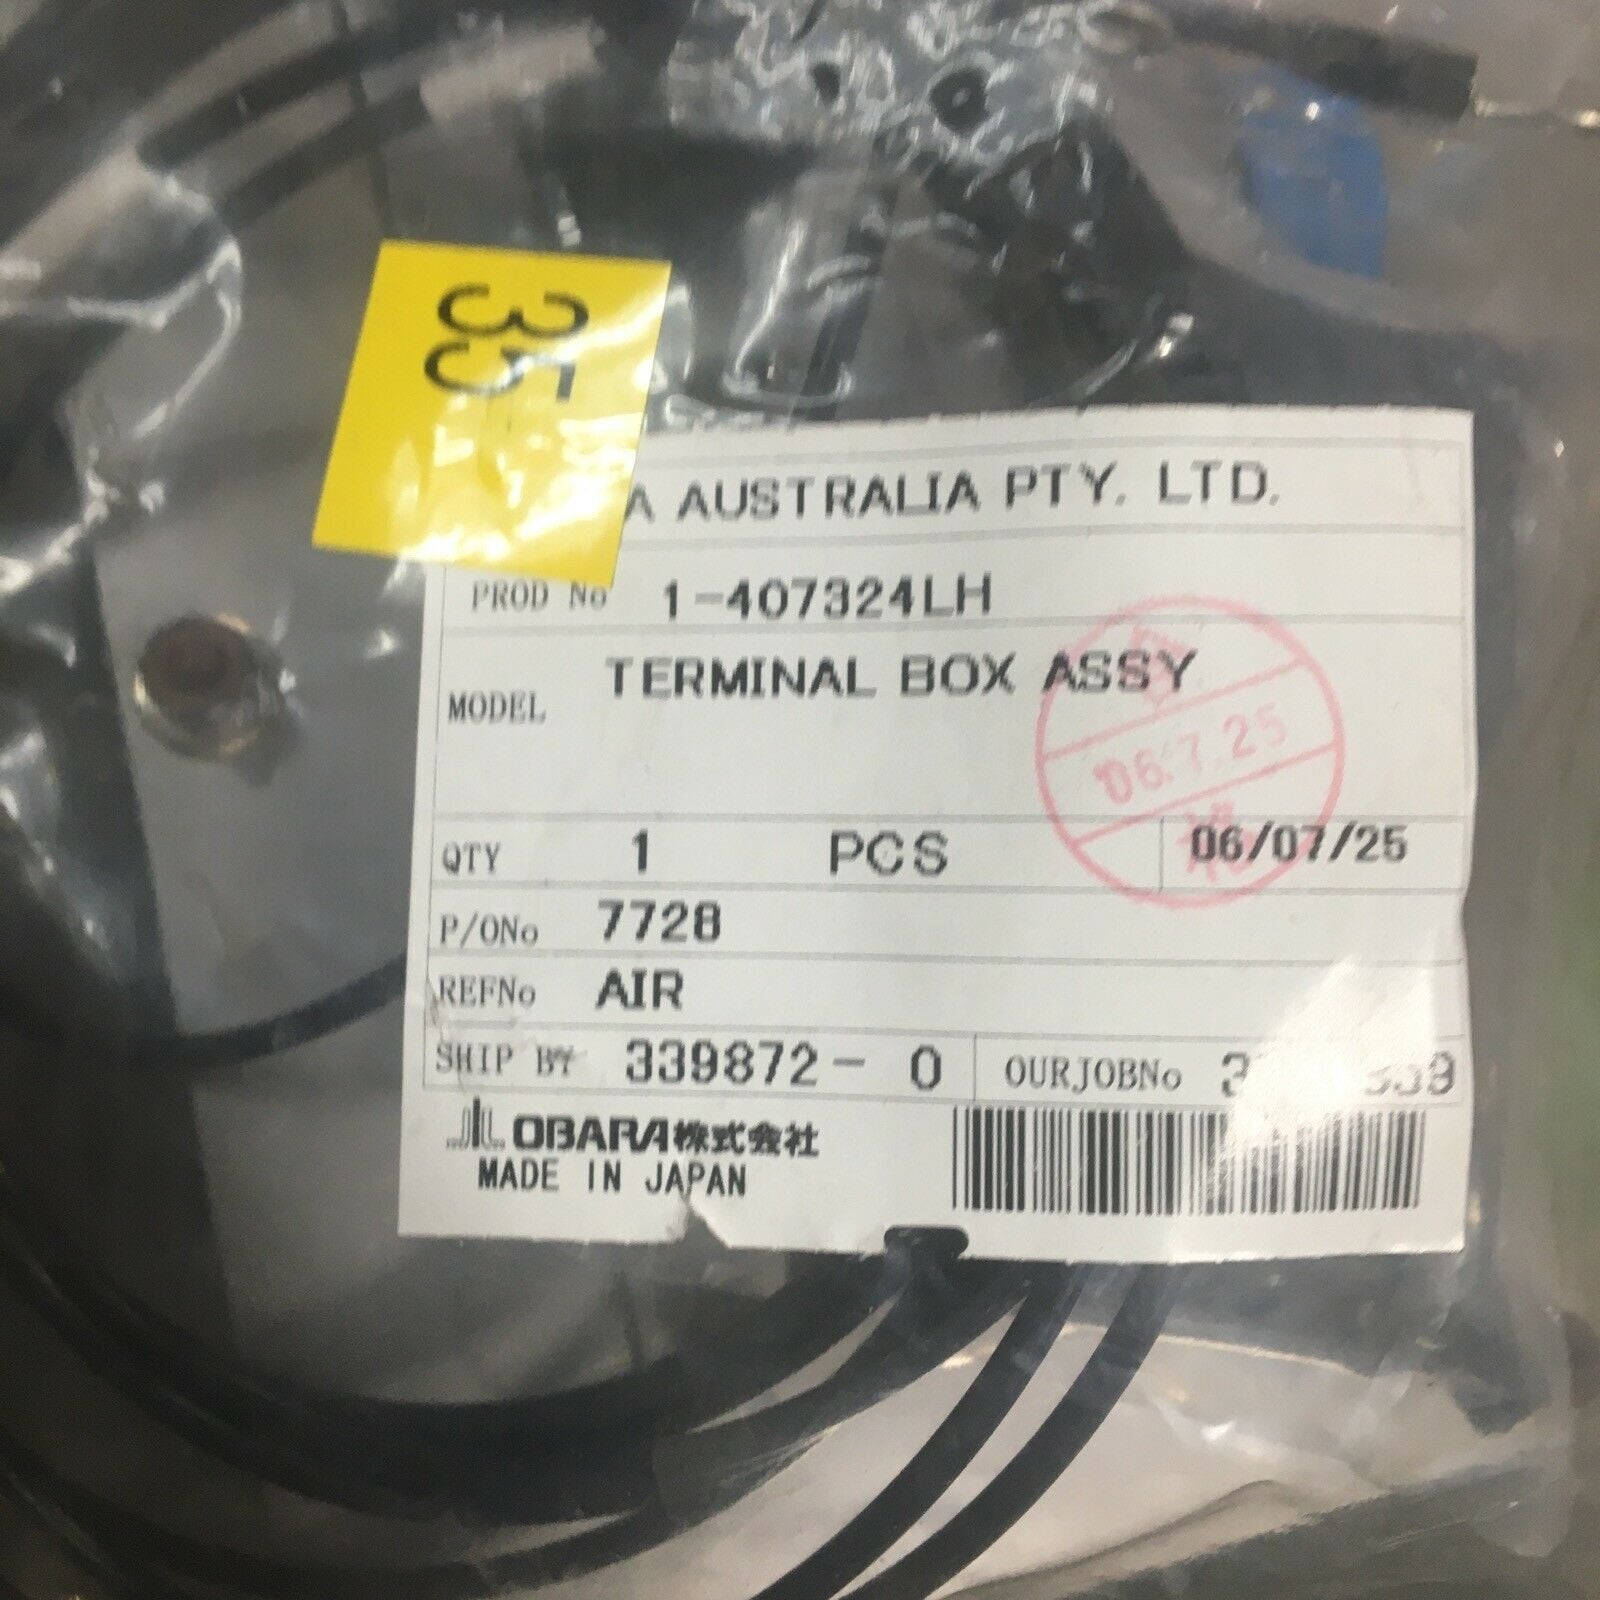 35
A AUSTRALIA PTY. LTD.
PROD No 1-407324LH
MODEL TERMINAL BOX ASSY
06.7.25
QTY 1 PCS 06/07/25
P/ONo 7728
REFNo AIR
SHIP BY 339872- 0 OURJOBNo
OBARA株式会社
MADE IN JAPAN